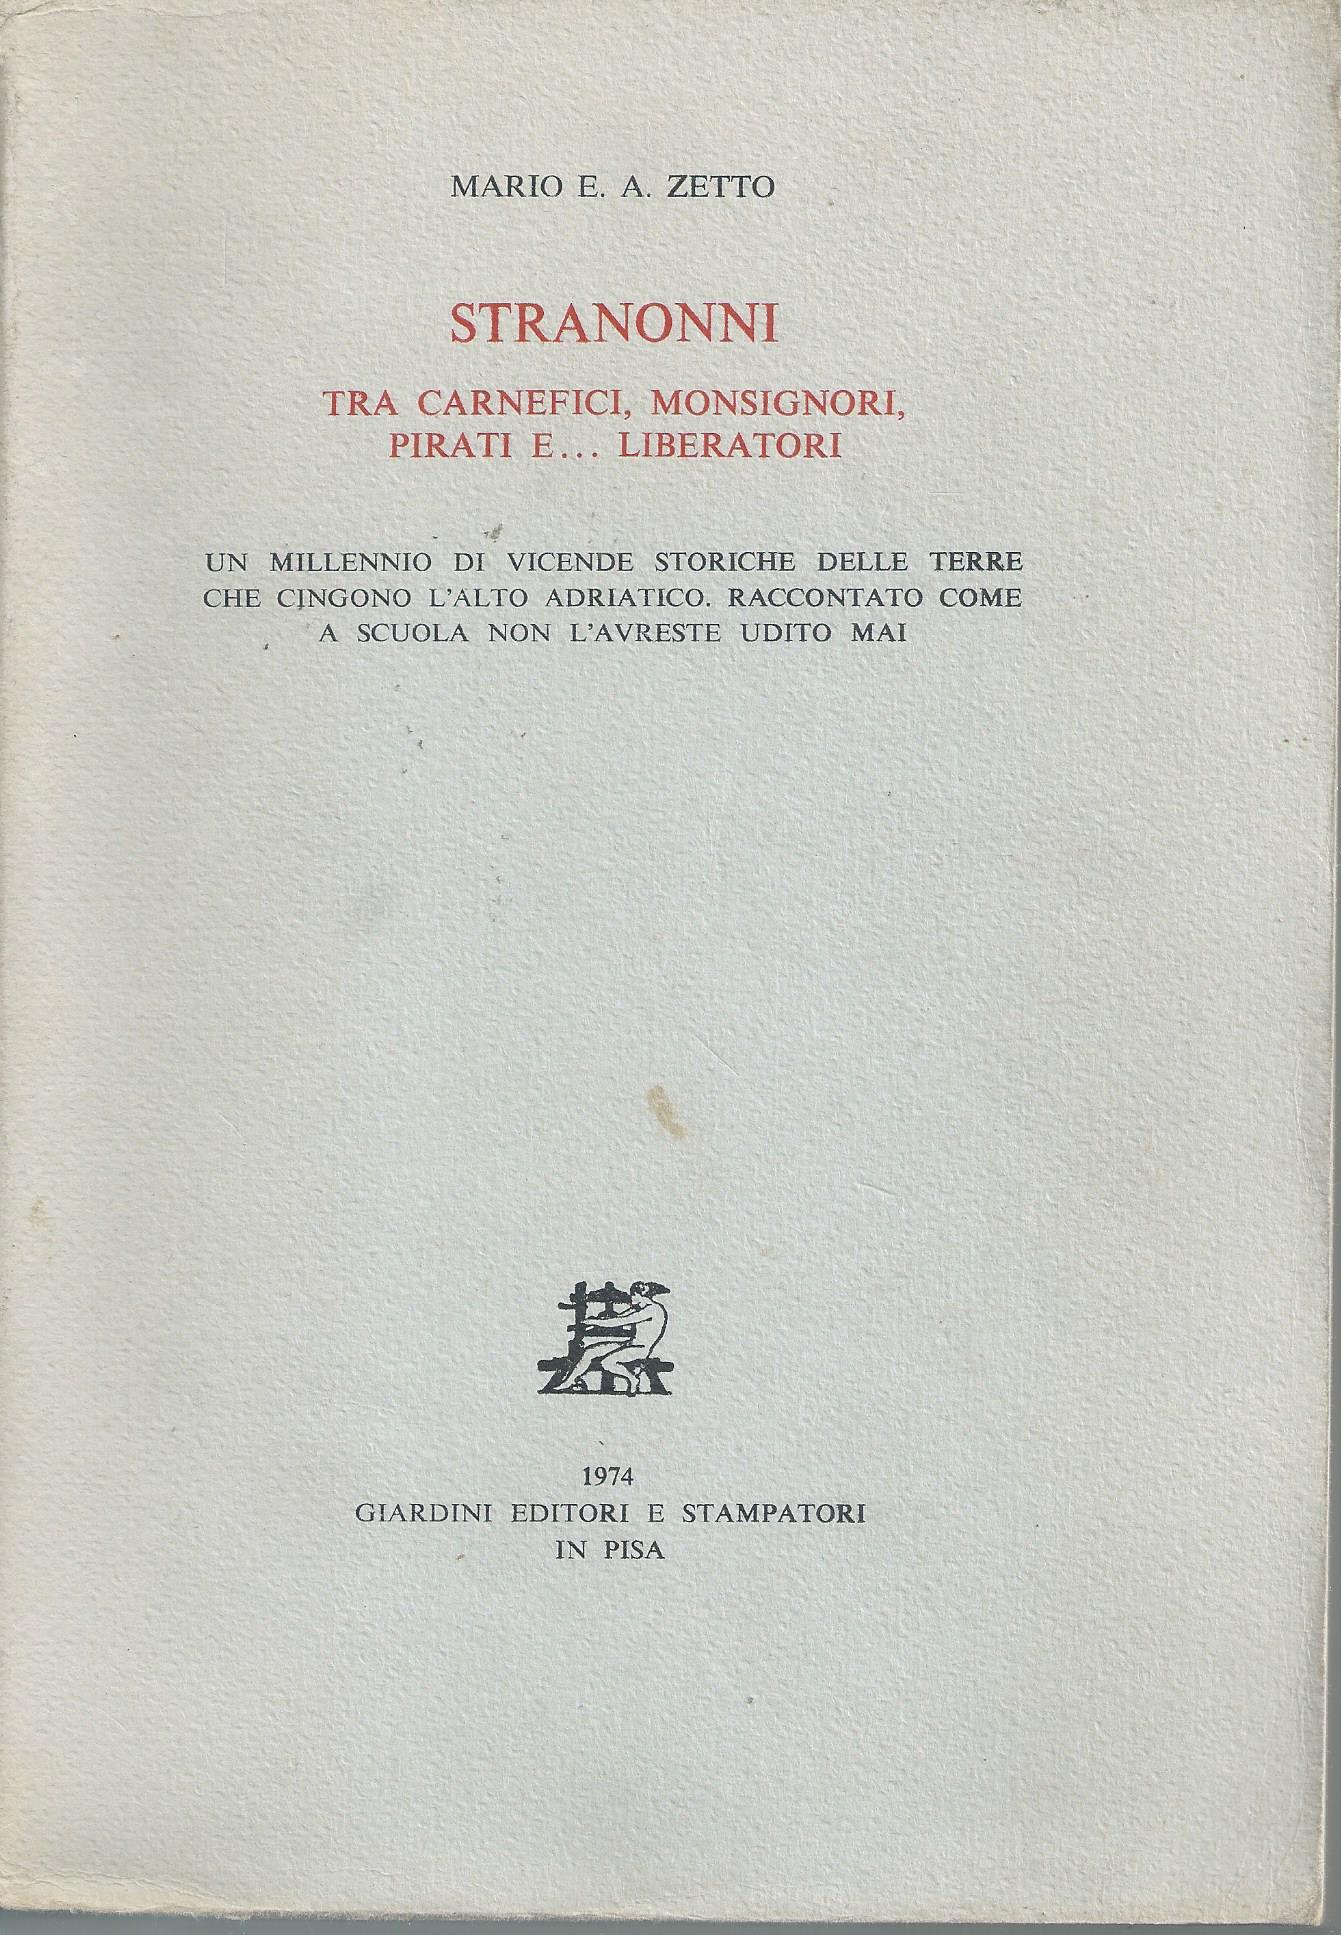 MARIO E. A. ZETTO
STRANONNI
TRA CARNEFICI, MONSIGNORI,
PIRATI E... LIBERATORI
UN MILLENNIO DI VICENDE STORICHE DELLE TERRE
CHE CINGONO L'ALTO ADRIATICO. RACCONTATO COME
A SCUOLA NON L'AVRESTE UDITO MAI
1974
GIARDINI EDITORI E STAMPATORI
IN PISA